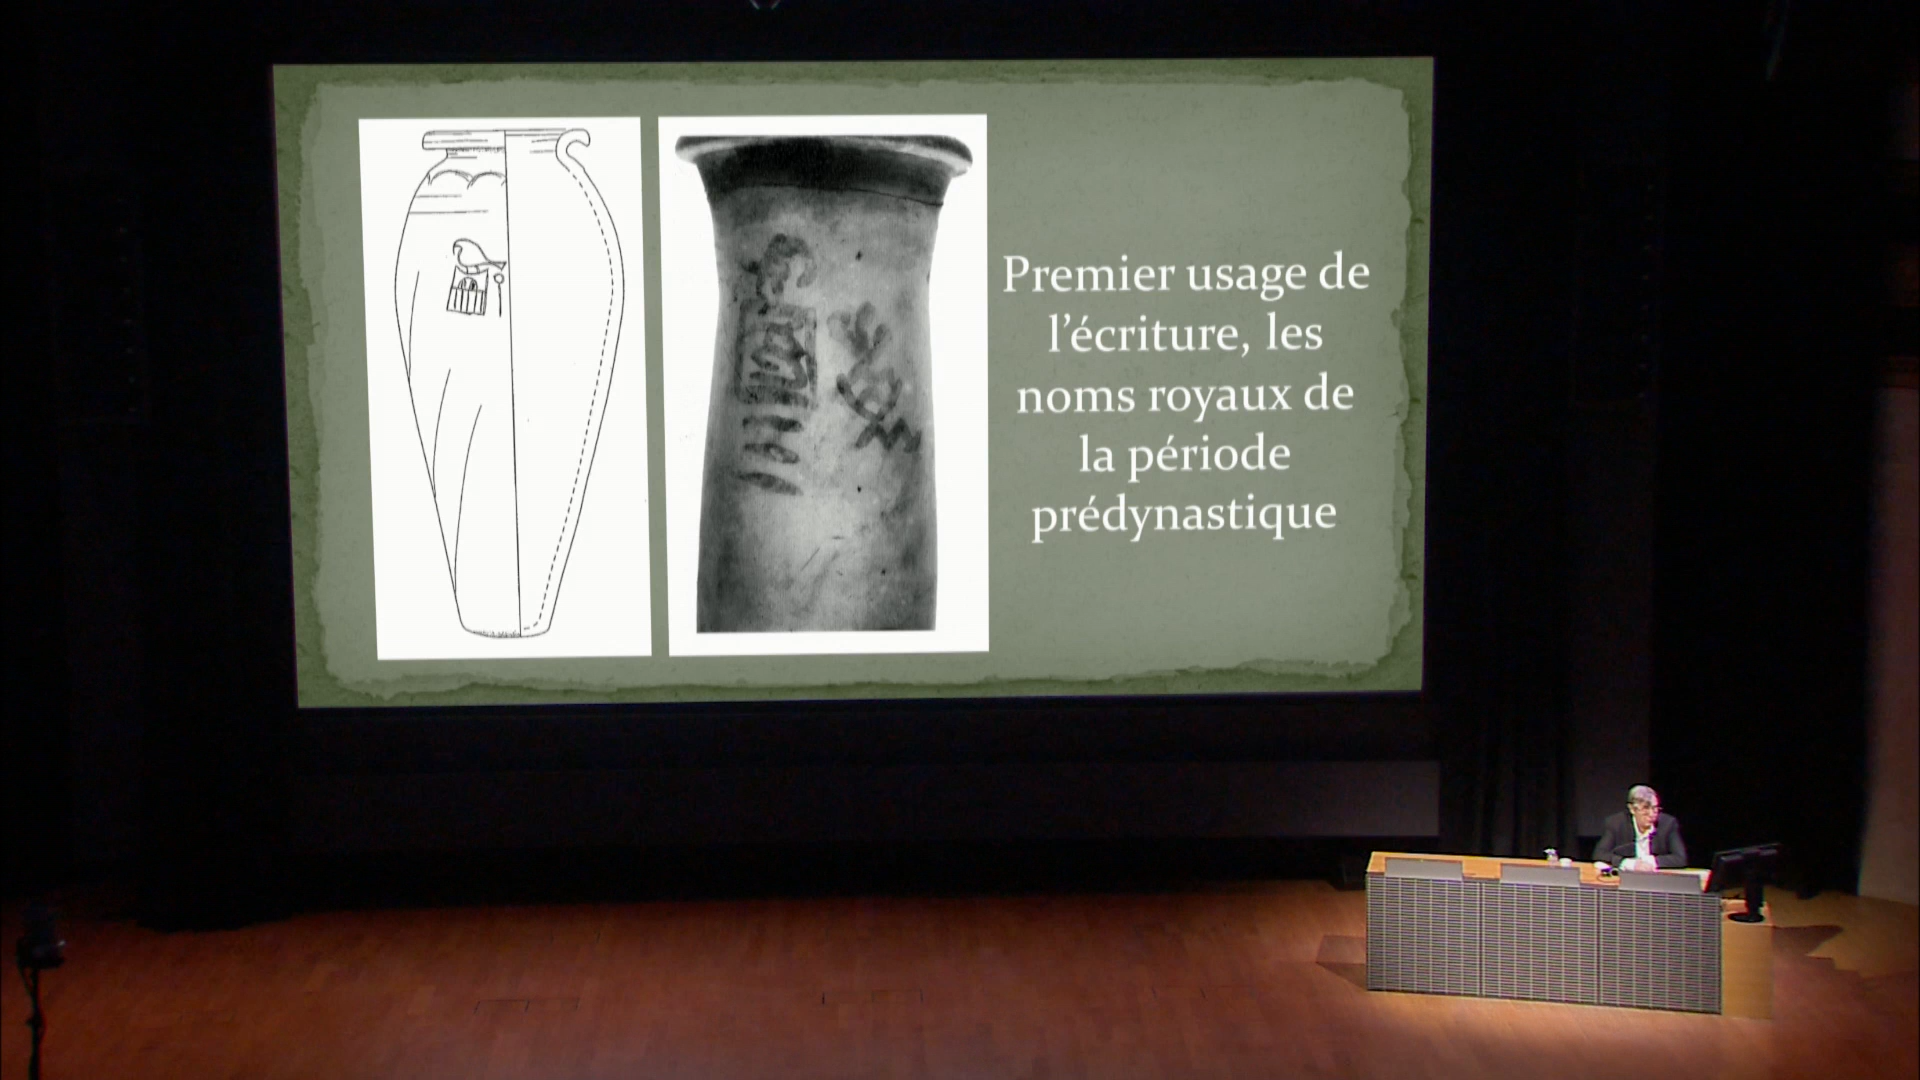 Premier usage de
l’écriture, les
noms royaux de
la période
prédynastique